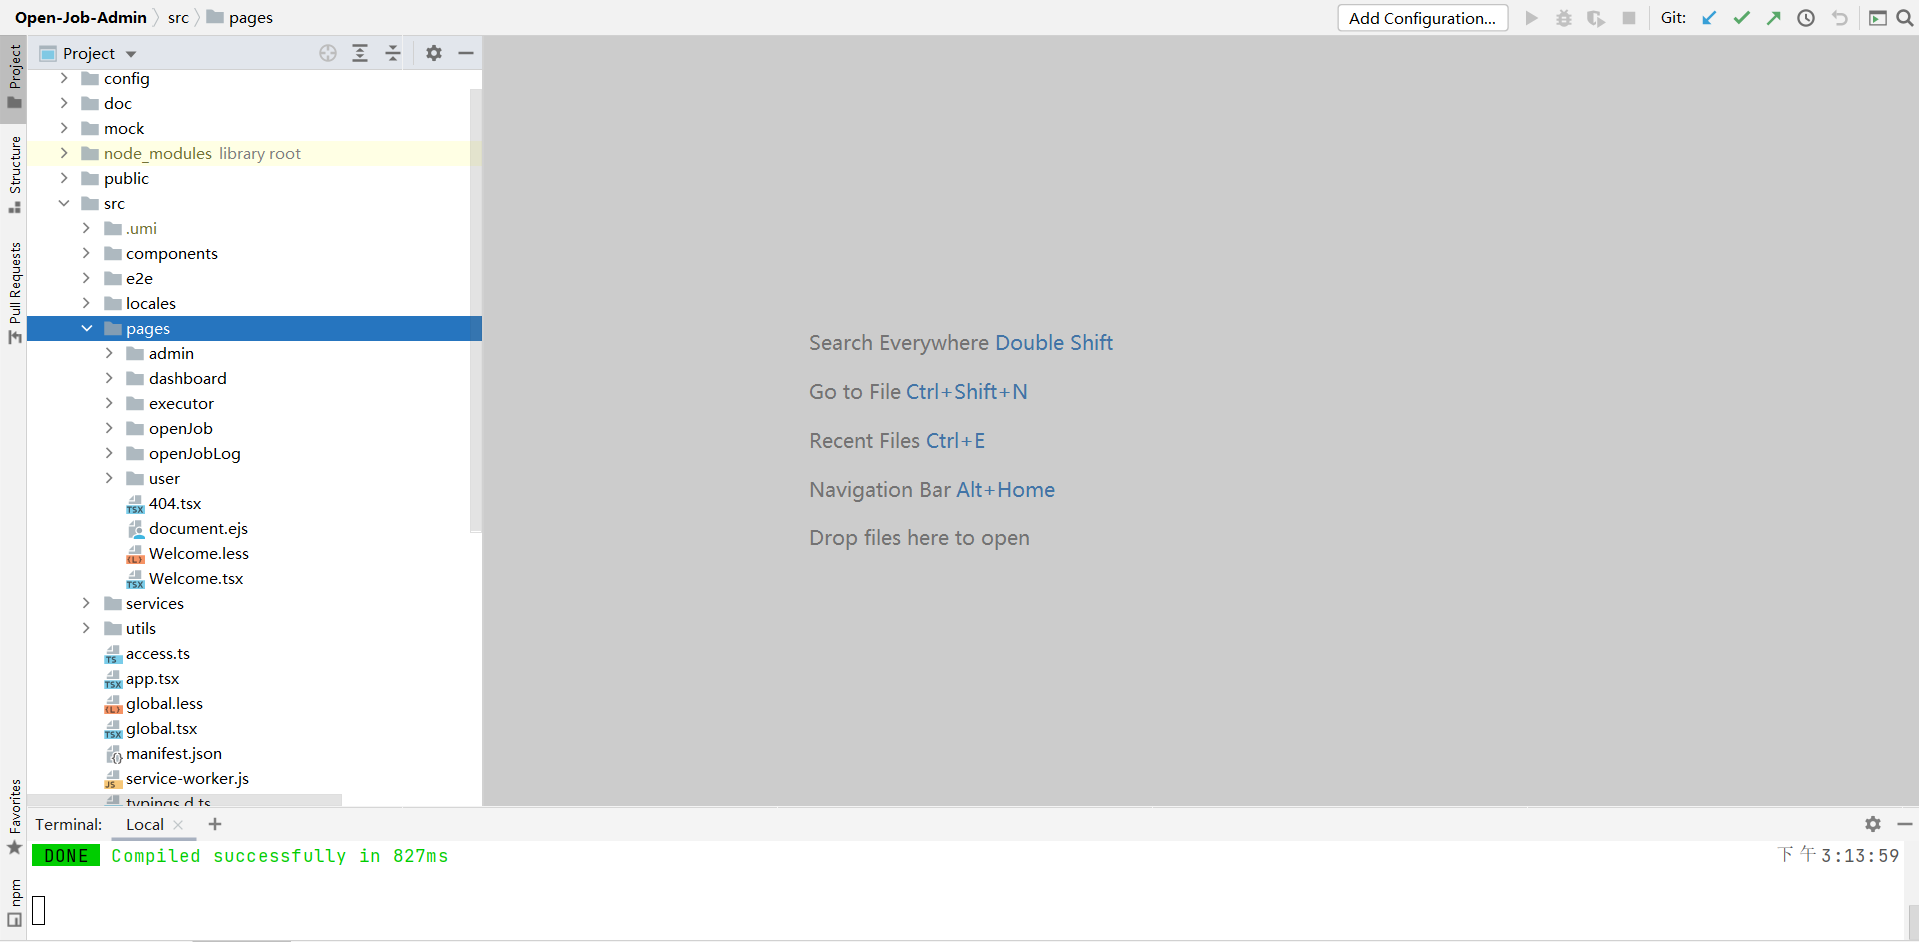 Open-Job-Admin src pages
Add Configuration...
Git:
Project
Structure
Pull Requests
Favorites
npm
Project
config
doc
mock
node_modules library root
public
src
.umi
components
e2e
locales
pages
admin
dashboard
executor
openJob
openJobLog
user
404.tsx
document.ejs
Welcome.less
Welcome.tsx
services
utils
access.ts
app.tsx
global.less
global.tsx
manifest.json
service-worker.js
typings.d.ts
Search Everywhere Double Shift
Go to File Ctrl+Shift+N
Recent Files Ctrl+E
Navigation Bar Alt+Home
Drop files here to open
Terminal: Local
DONE Compiled successfully in 827ms 下午3:13:59